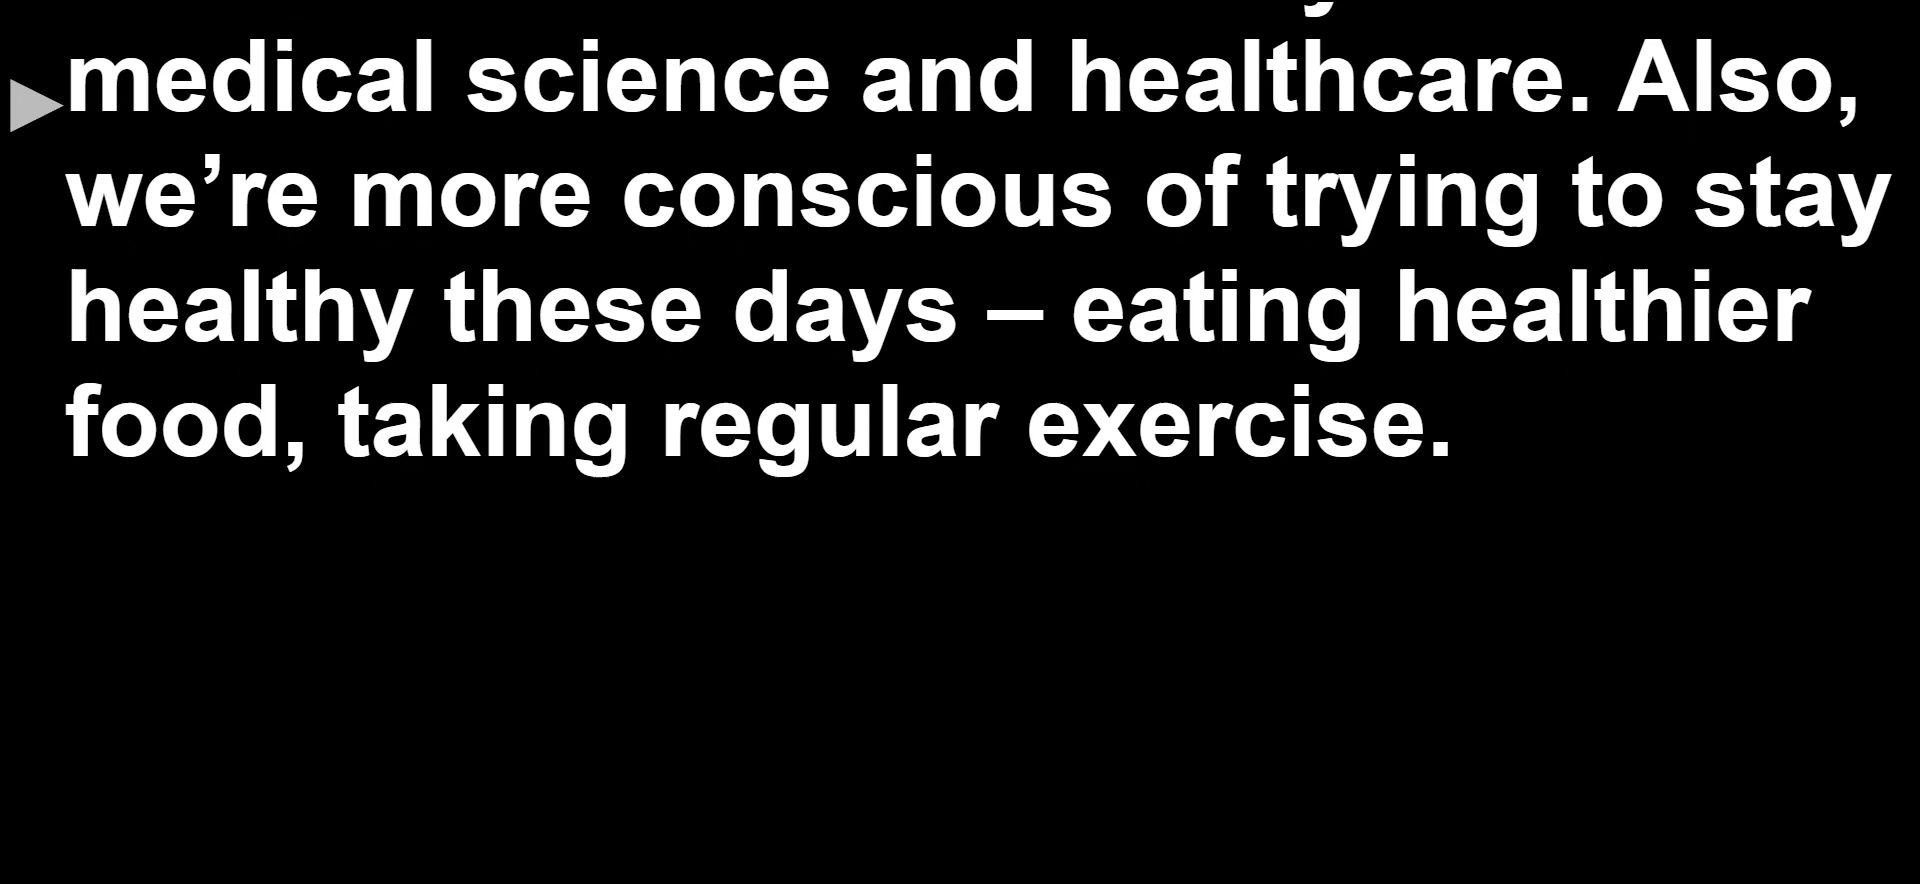 medical science and healthcare. Also,
we’re more conscious of trying to stay
healthy these days – eating healthier
food, taking regular exercise.